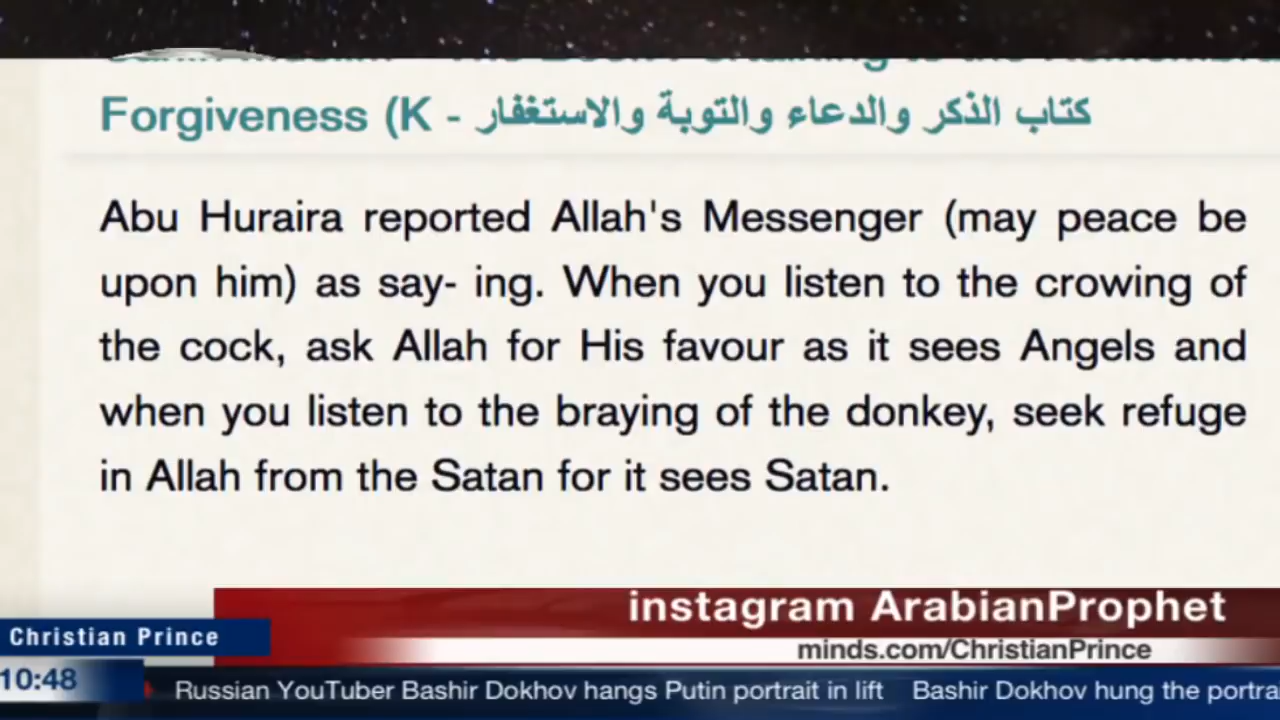 Forgiveness (K - كتاب الذكر والدعاء والتوبة والاستغفار
Abu Huraira reported Allah's Messenger (may peace be
upon him) as say- ing. When you listen to the crowing of
the cock, ask Allah for His favour as it sees Angels and
when you listen to the braying of the donkey, seek refuge
in Allah from the Satan for it sees Satan.
instagram ArabianProphet
Christian Prince
minds.com/ChristianPrince
10:48
Russian YouTuber Bashir Dokhov hangs Putin portrait in lift Bashir Dokhov hung the portra